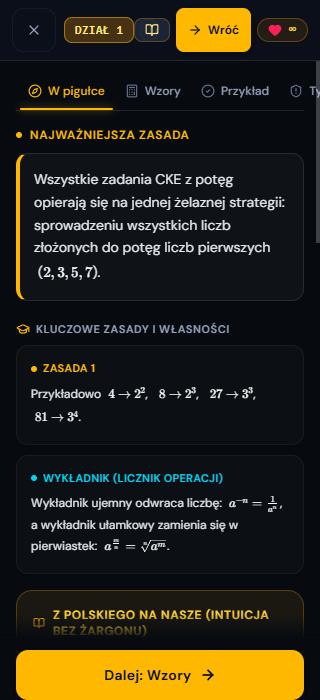 DZIAŁ 1
Wróć
∞
W pigułce
Wzory
Przykład
NAJWAŻNIEJSZA ZASADA
Wszystkie zadania CKE z potęg
opierają się na jednej żelaznej strategii:
sprowadzeniu wszystkich liczb
złożonych do potęg liczb pierwszych
(2, 3, 5, 7).
KLUCZOWE ZASADY I WŁASNOŚCI
ZASADA 1
Przykładowo 4 → 2², 8 → 2³, 27 → 3³,
81 → 3⁴.
WYKŁADNIK (LICZNIK OPERACJI)
Wykładnik ujemny odwraca liczbę: a⁻ⁿ = 1/aⁿ,
a wykładnik ułamkowy zamienia się w
pierwiastek: a^(m/n) = ⁿ√aᵐ.
Z POLSKIEGO NA NASZE (INTUICJA
BEZ ŻARGONU)
Dalej: Wzory →